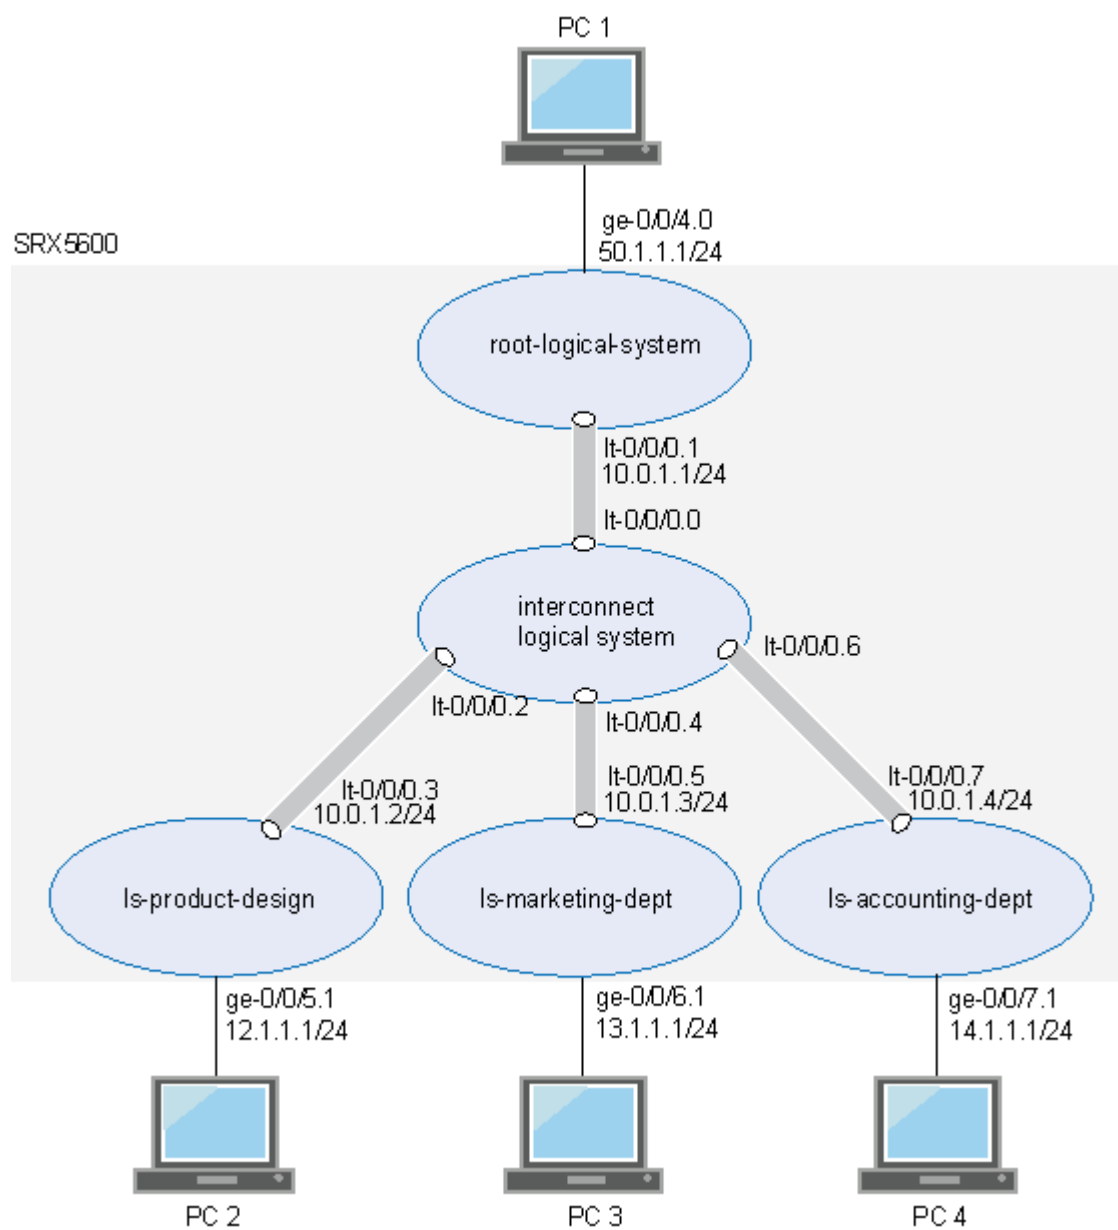 PC 1
ge-0/0/4.0
50.1.1.1/24
SRX5600
root-logical-system
lt-0/0/0.1
10.0.1.1/24
lt-0/0/0.0
interconnect
logical system
lt-0/0/0.6
lt-0/0/0.2
lt-0/0/0.4
lt-0/0/0.3
10.0.1.2/24
lt-0/0/0.5
10.0.1.3/24
lt-0/0/0.7
10.0.1.4/24
ls-product-design
ls-marketing-dept
ls-accounting-dept
ge-0/0/5.1
12.1.1.1/24
ge-0/0/6.1
13.1.1.1/24
ge-0/0/7.1
14.1.1.1/24
PC 2
PC 3
PC 4